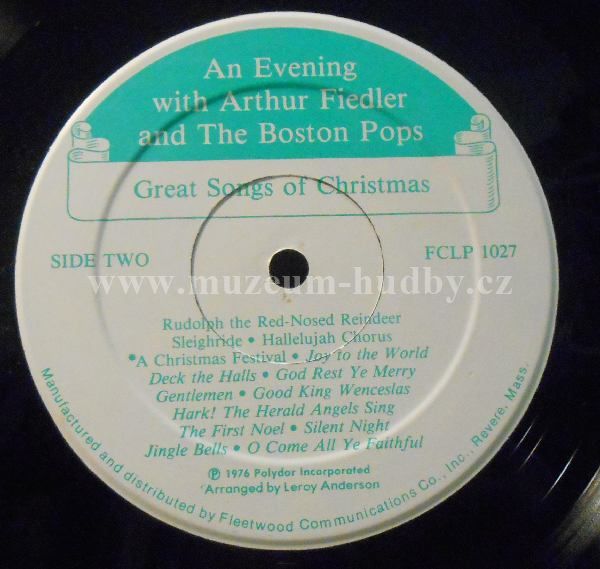 An Evening
with Arthur Fiedler
and The Boston Pops
Great Songs of Christmas
SIDE TWO
FCLP 1027
www.muzeum-hudby.cz
Rudolph the Red-Nosed Reindeer
Sleighride • Hallelujah Chorus
*A Christmas Festival • Joy to the World
Deck the Halls • God Rest Ye Merry
Gentlemen • Good King Wenceslas
Hark! The Herald Angels Sing
The First Noel • Silent Night
Jingle Bells • O Come All Ye Faithful
℗ 1976 Polydor Incorporated
*Arranged by Leroy Anderson
Manufactured and distributed by Fleetwood Communications Co., Inc., Revere, Mass.